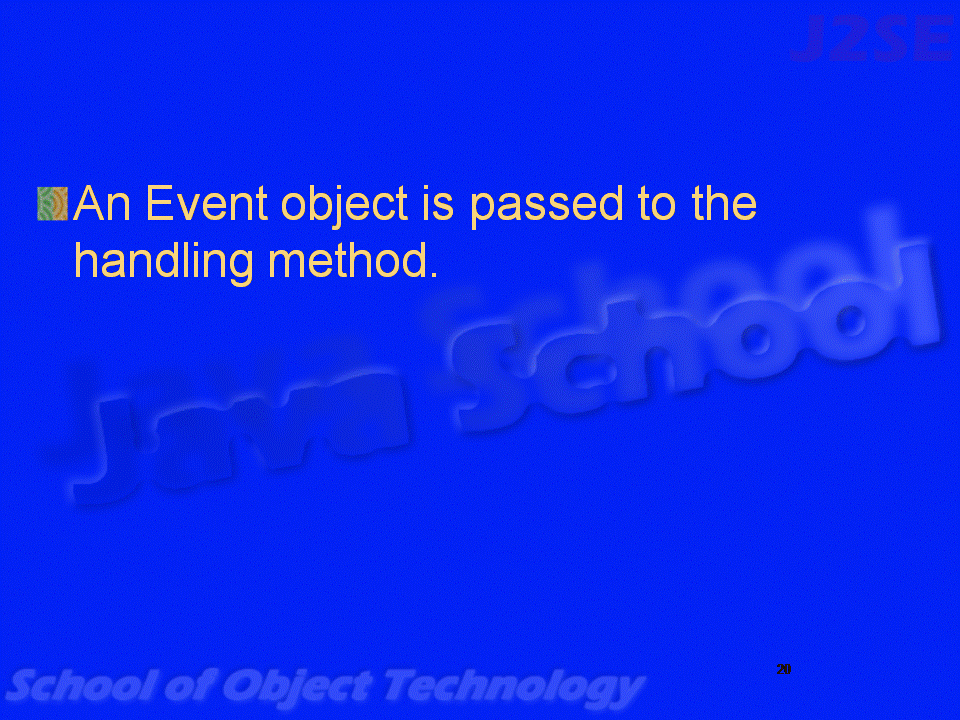 J2SE
An Event object is passed to the
handling method.
Java School
School of Object Technology
20